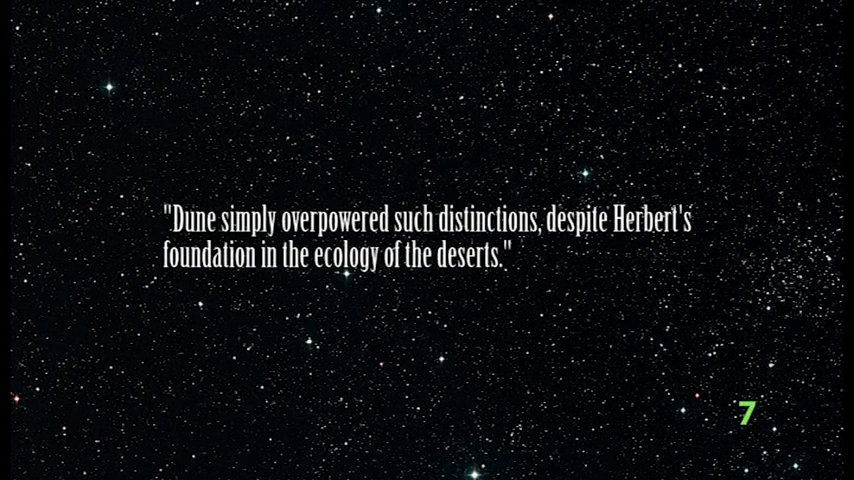 "Dune simply overpowered such distinctions, despite Herbert's
foundation in the ecology of the deserts."
7